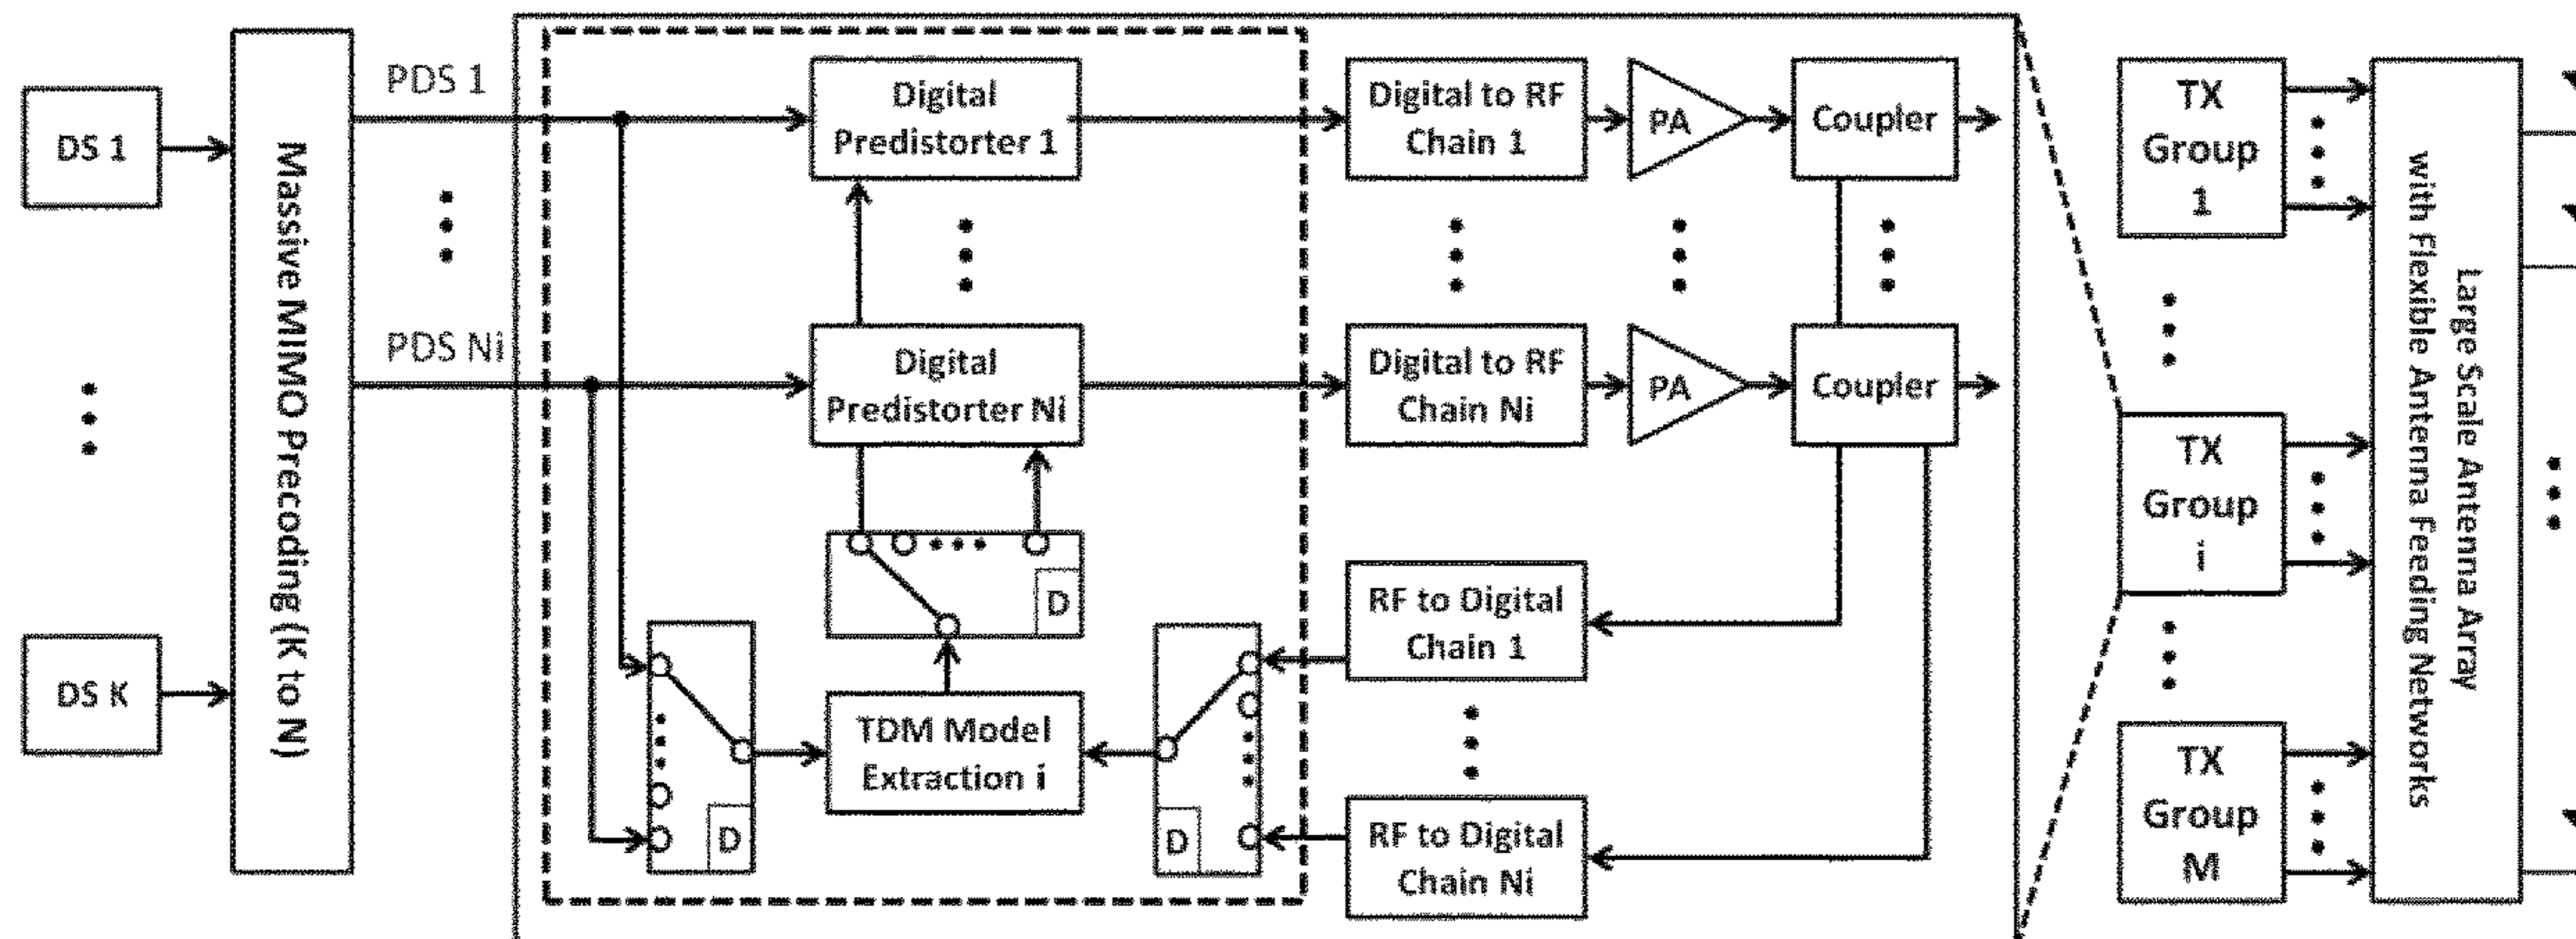 DS 1
DS K
Massive MIMO Precoding (K to N)
PDS 1
PDS Ni
Digital
Predistorter 1
Digital
Predistorter Ni
D
D
TDM Model
Extraction i
D
Digital to RF
Chain 1
PA
Coupler
Digital to RF
Chain Ni
PA
Coupler
RF to Digital
Chain 1
RF to Digital
Chain Ni
TX
Group
1
TX
Group
i
TX
Group
M
Large Scale Antenna Array
with Flexible Antenna Feeding Networks